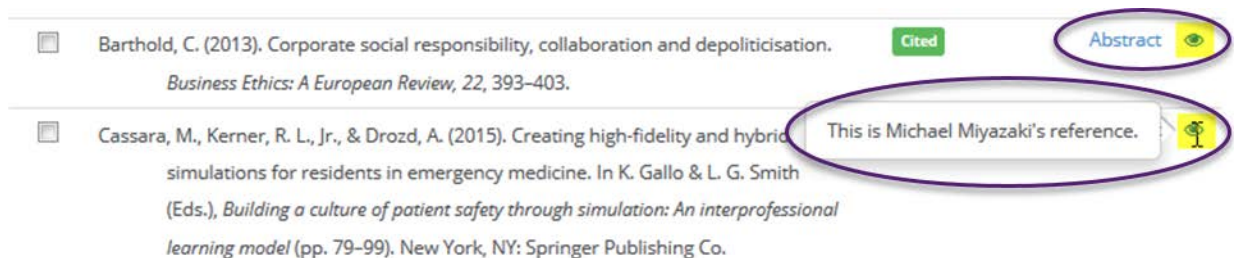 Barthold, C. (2013). Corporate social responsibility, collaboration and depoliticisation. Cited Abstract
Business Ethics: A European Review, 22, 393–403.
Cassara, M., Kerner, R. L., Jr., & Drozd, A. (2015). Creating high-fidelity and hybrid This is Michael Miyazaki's reference.
simulations for residents in emergency medicine. In K. Gallo & L. G. Smith
(Eds.), Building a culture of patient safety through simulation: An interprofessional
learning model (pp. 79–99). New York, NY: Springer Publishing Co.